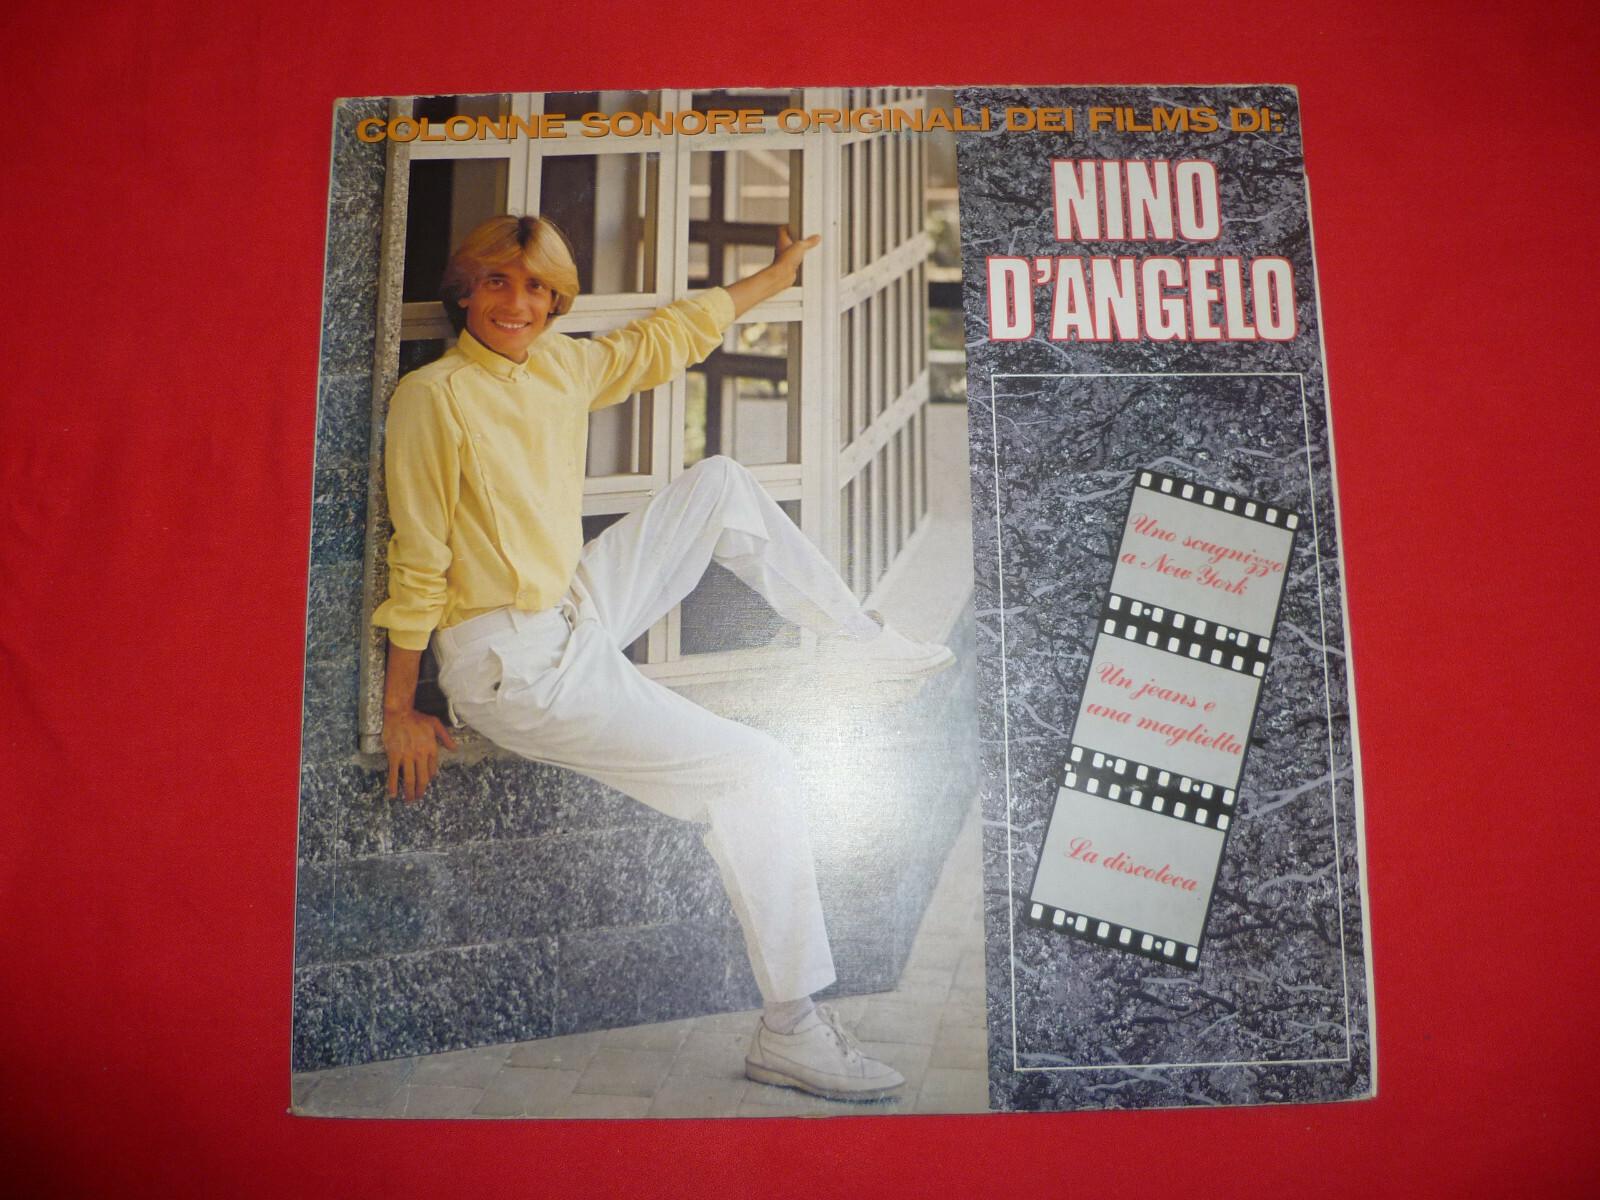 COLONNE SONORE ORIGINALI DEI FILMS DI:
NINO
D'ANGELO
Uno scugnizzo
a New York
Un jeans e
una maglietta
La discoteca